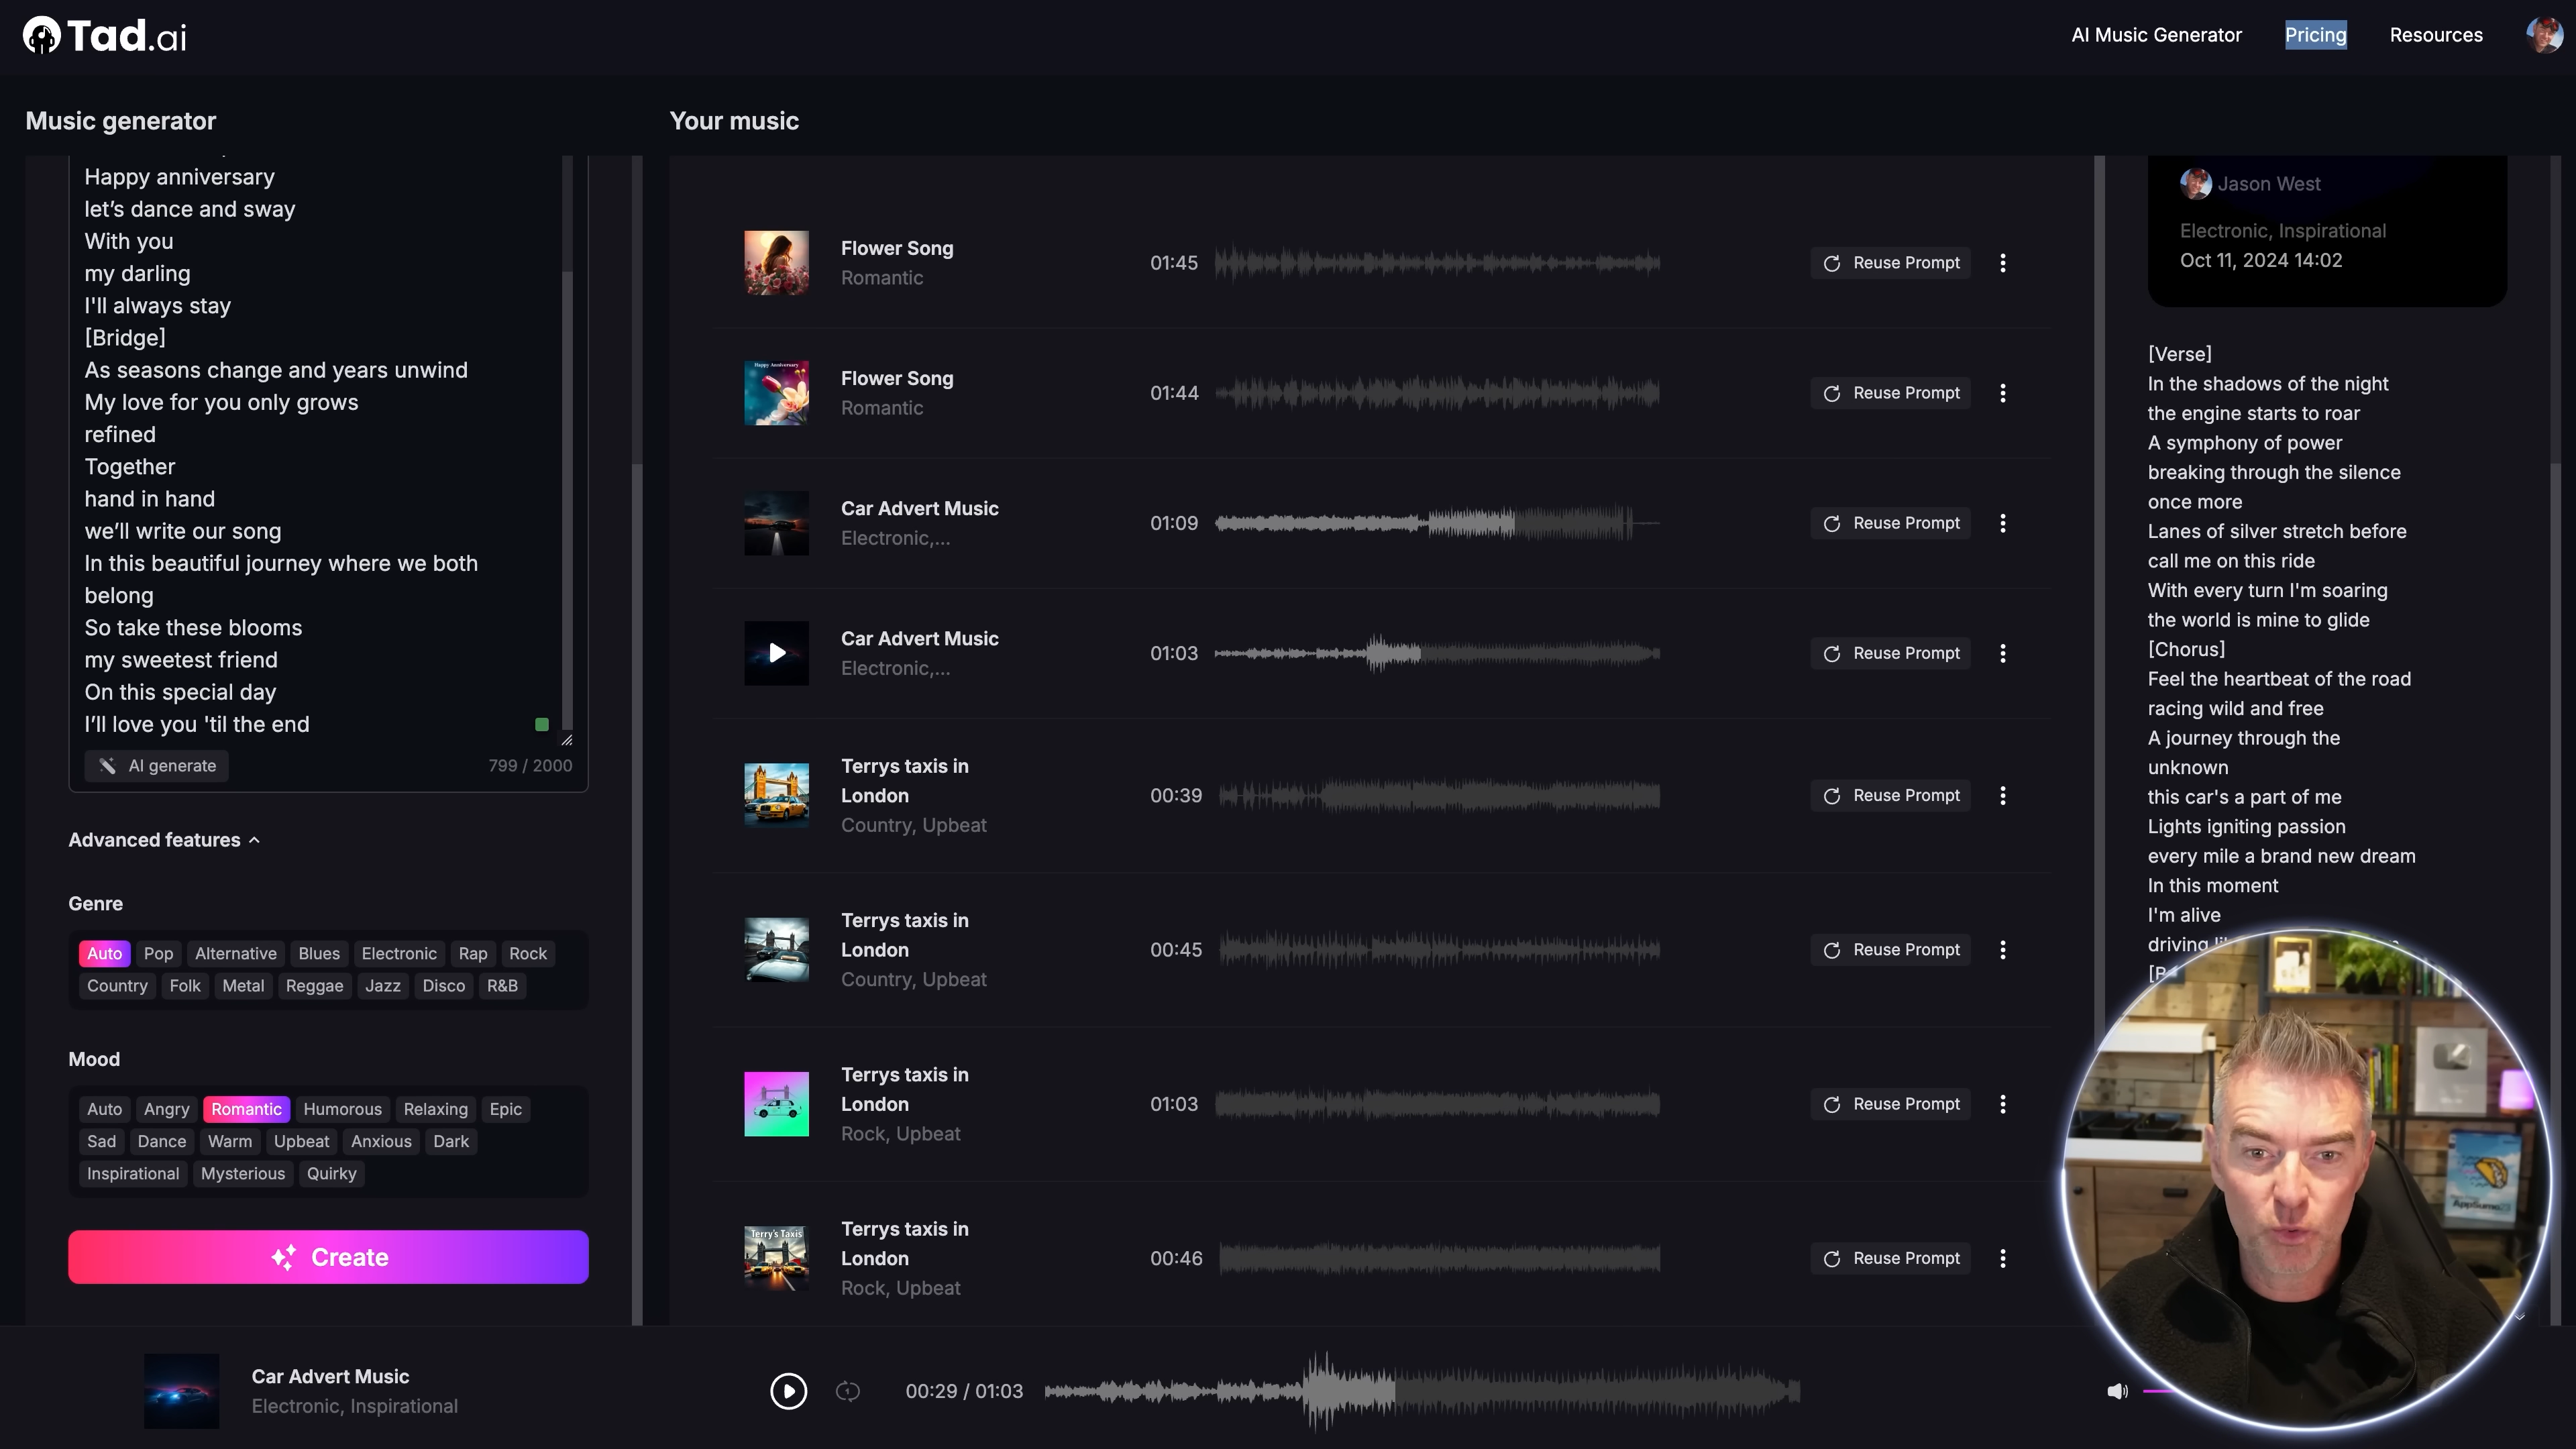 Tad.ai
AI Music Generator
Pricing
Resources
Music generator
Happy anniversary
let’s dance and sway
With you
my darling
I'll always stay
[Bridge]
As seasons change and years unwind
My love for you only grows
refined
Together
hand in hand
we’ll write our song
In this beautiful journey where we both
belong
So take these blooms
my sweetest friend
On this special day
I’ll love you 'til the end
AI generate
799 / 2000
Advanced features
Genre
Auto Pop Alternative Blues Electronic Rap Rock
Country Folk Metal Reggae Jazz Disco R&B
Mood
Auto Angry Romantic Humorous Relaxing Epic
Sad Dance Warm Upbeat Anxious Dark
Inspirational Mysterious Quirky
Create
Your music
Flower Song
Romantic
01:45
Reuse Prompt
Happy Anniversary
Flower Song
Romantic
01:44
Reuse Prompt
Car Advert Music
Electronic,...
01:09
Reuse Prompt
Car Advert Music
Electronic,...
01:03
Reuse Prompt
Terrys taxis in
London
Country, Upbeat
00:39
Reuse Prompt
Terrys taxis in
London
Country, Upbeat
00:45
Reuse Prompt
Terrys taxis in
London
Rock, Upbeat
01:03
Reuse Prompt
Terry's Taxis
Terrys taxis in
London
Rock, Upbeat
00:46
Reuse Prompt
Jason West
Electronic, Inspirational
Oct 11, 2024 14:02
[Verse]
In the shadows of the night
the engine starts to roar
A symphony of power
breaking through the silence
once more
Lanes of silver stretch before
call me on this ride
With every turn I'm soaring
the world is mine to glide
[Chorus]
Feel the heartbeat of the road
racing wild and free
A journey through the
unknown
this car's a part of me
Lights igniting passion
every mile a brand new dream
In this moment
I'm alive
driving
AppSumo
Car Advert Music
Electronic, Inspirational
1
00:29 / 01:03